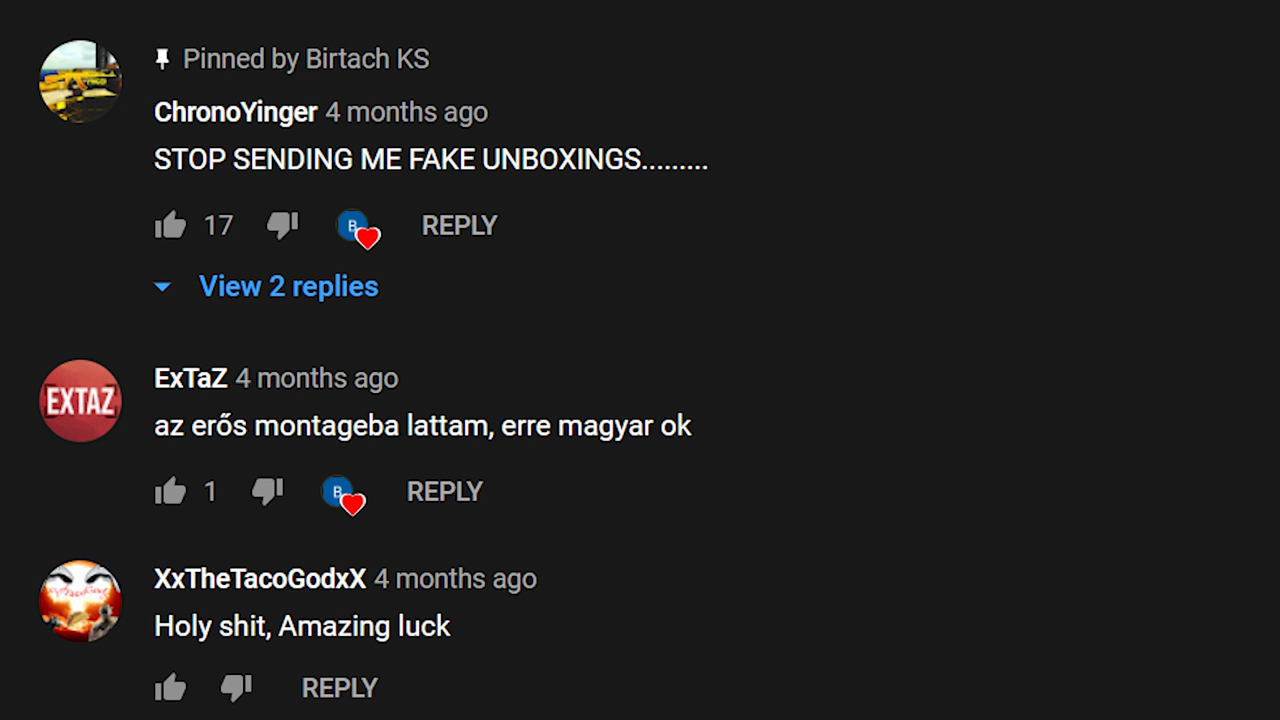 Pinned by Birtach KS
ChronoYinger 4 months ago
STOP SENDING ME FAKE UNBOXINGS.........
17 B REPLY
View 2 replies
EXTAZ
ExTaZ 4 months ago
az erős montageba lattam, erre magyar ok
1 B REPLY
XxTheTacoGodxX 4 months ago
Holy shit, Amazing luck
REPLY